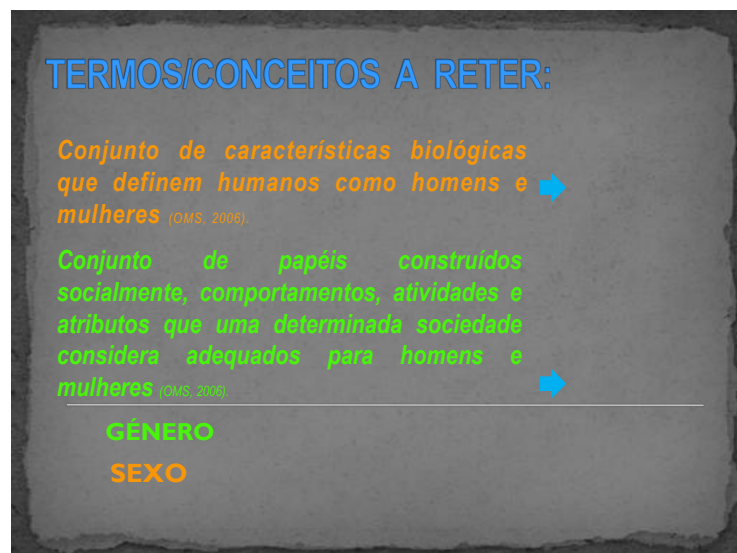 TERMOS/CONCEITOS A RETER:
Conjunto de características biológicas
que definem humanos como homens e
mulheres (OMS, 2006).
Conjunto de papéis construídos
socialmente, comportamentos, atividades e
atributos que uma determinada sociedade
considera adequados para homens e
mulheres (OMS, 2006).
GÉNERO
SEXO